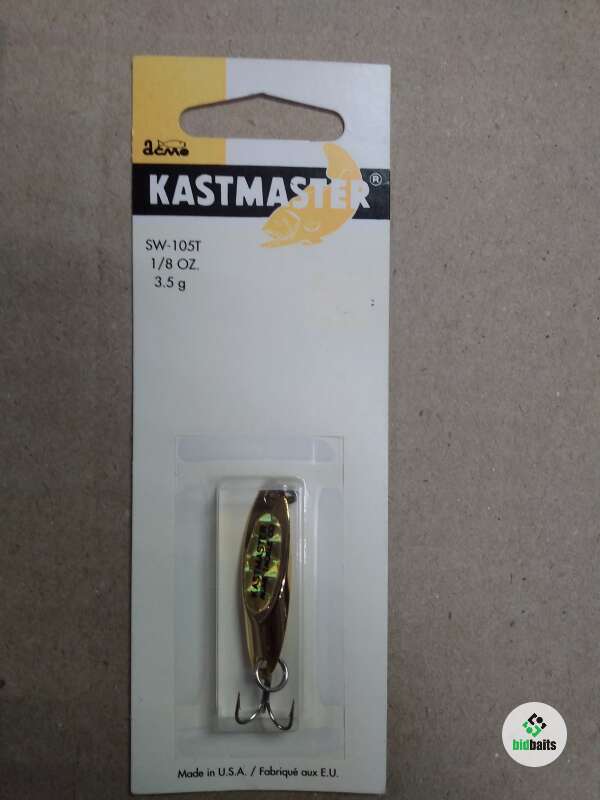 acme
KASTMASTER®
SW-105T
1/8 OZ.
3.5 g
KASTMASTER
Made in U.S.A. / Fabriqué aux E.U.
bidbaits